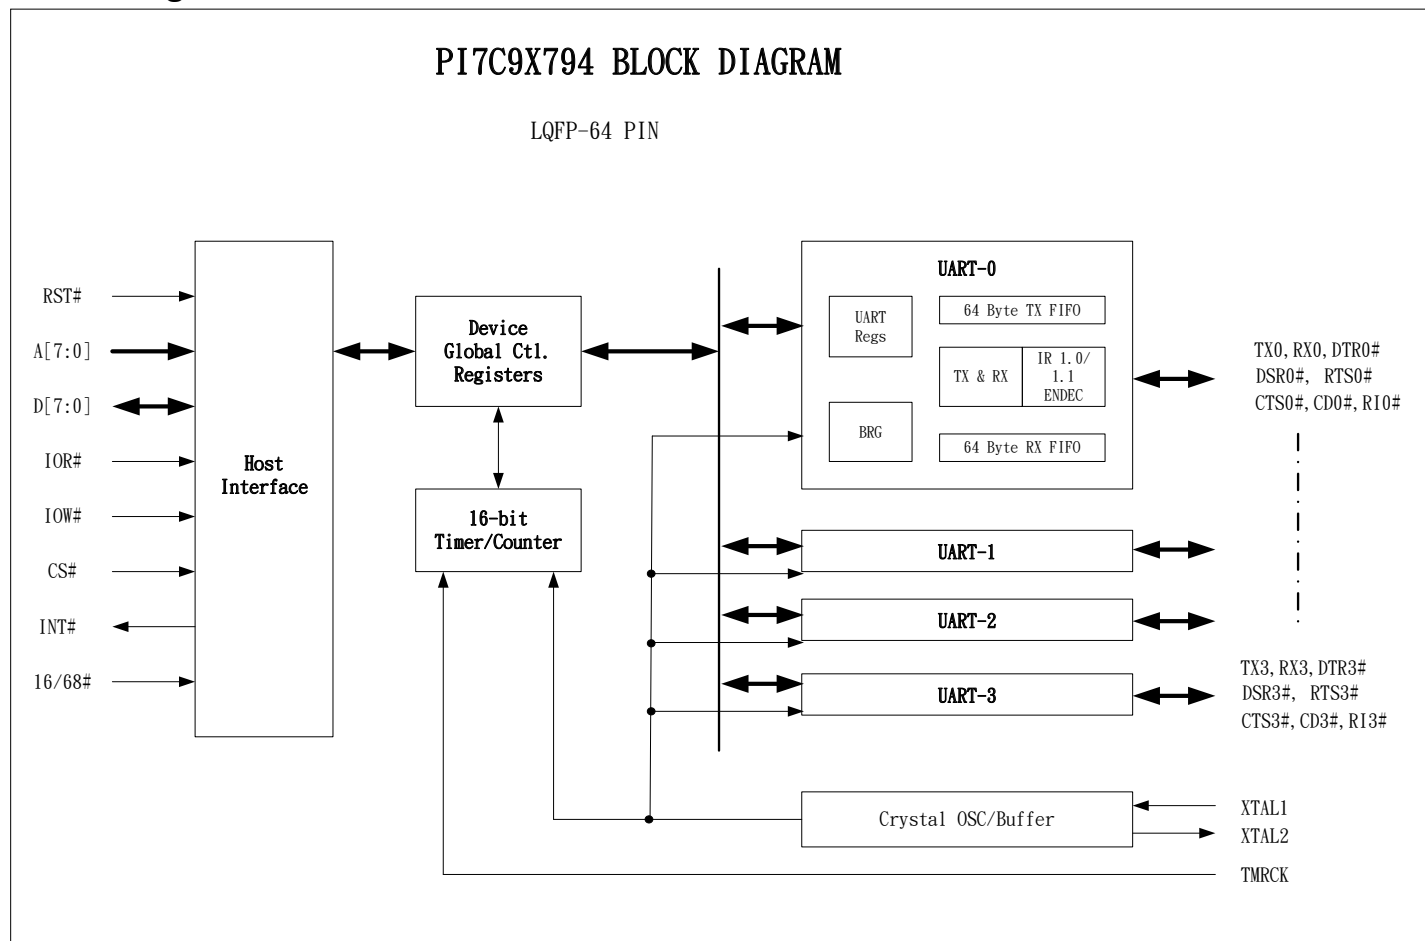 PI7C9X794 BLOCK DIAGRAM
LQFP-64 PIN
RST#
A[7:0]
D[7:0]
IOR#
IOW#
CS#
INT#
16/68#
Host
Interface
Device
Global Ctl.
Registers
16-bit
Timer/Counter
UART-0
UART
Regs
64 Byte TX FIFO
TX & RX
IR 1.0/
1.1
ENDEC
BRG
64 Byte RX FIFO
UART-1
UART-2
UART-3
Crystal OSC/Buffer
TX0, RX0, DTR0#
DSR0#, RTS0#
CTS0#, CD0#, RI0#
TX3, RX3, DTR3#
DSR3#, RTS3#
CTS3#, CD3#, RI3#
XTAL1
XTAL2
TMRCK